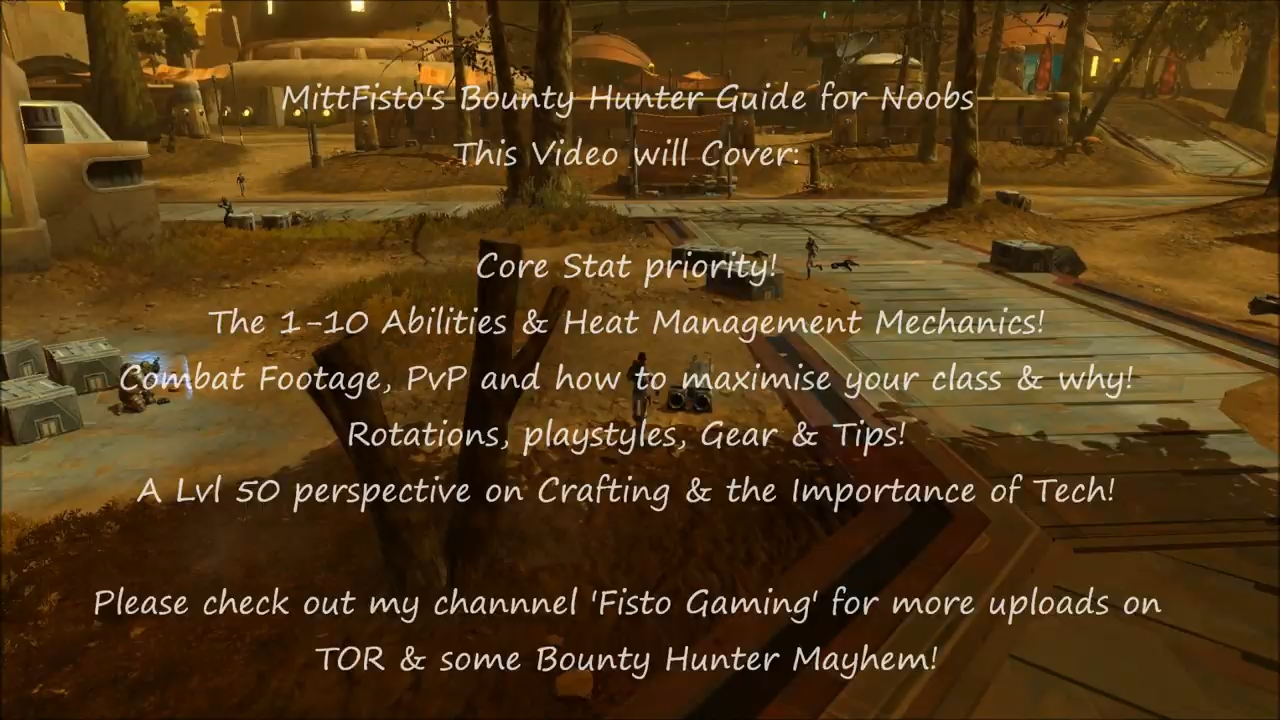 MittFisto's Bounty Hunter Guide for Noobs
This Video will Cover:
Core Stat priority!
The 1-10 Abilities & Heat Management Mechanics!
Combat Footage, PvP and how to maximise your class & why!
Rotations, playstyles, Gear & Tips!
A Lvl 50 perspective on Crafting & the Importance of Tech!
Please check out my channnel 'Fisto Gaming' for more uploads on
TOR & some Bounty Hunter Mayhem!